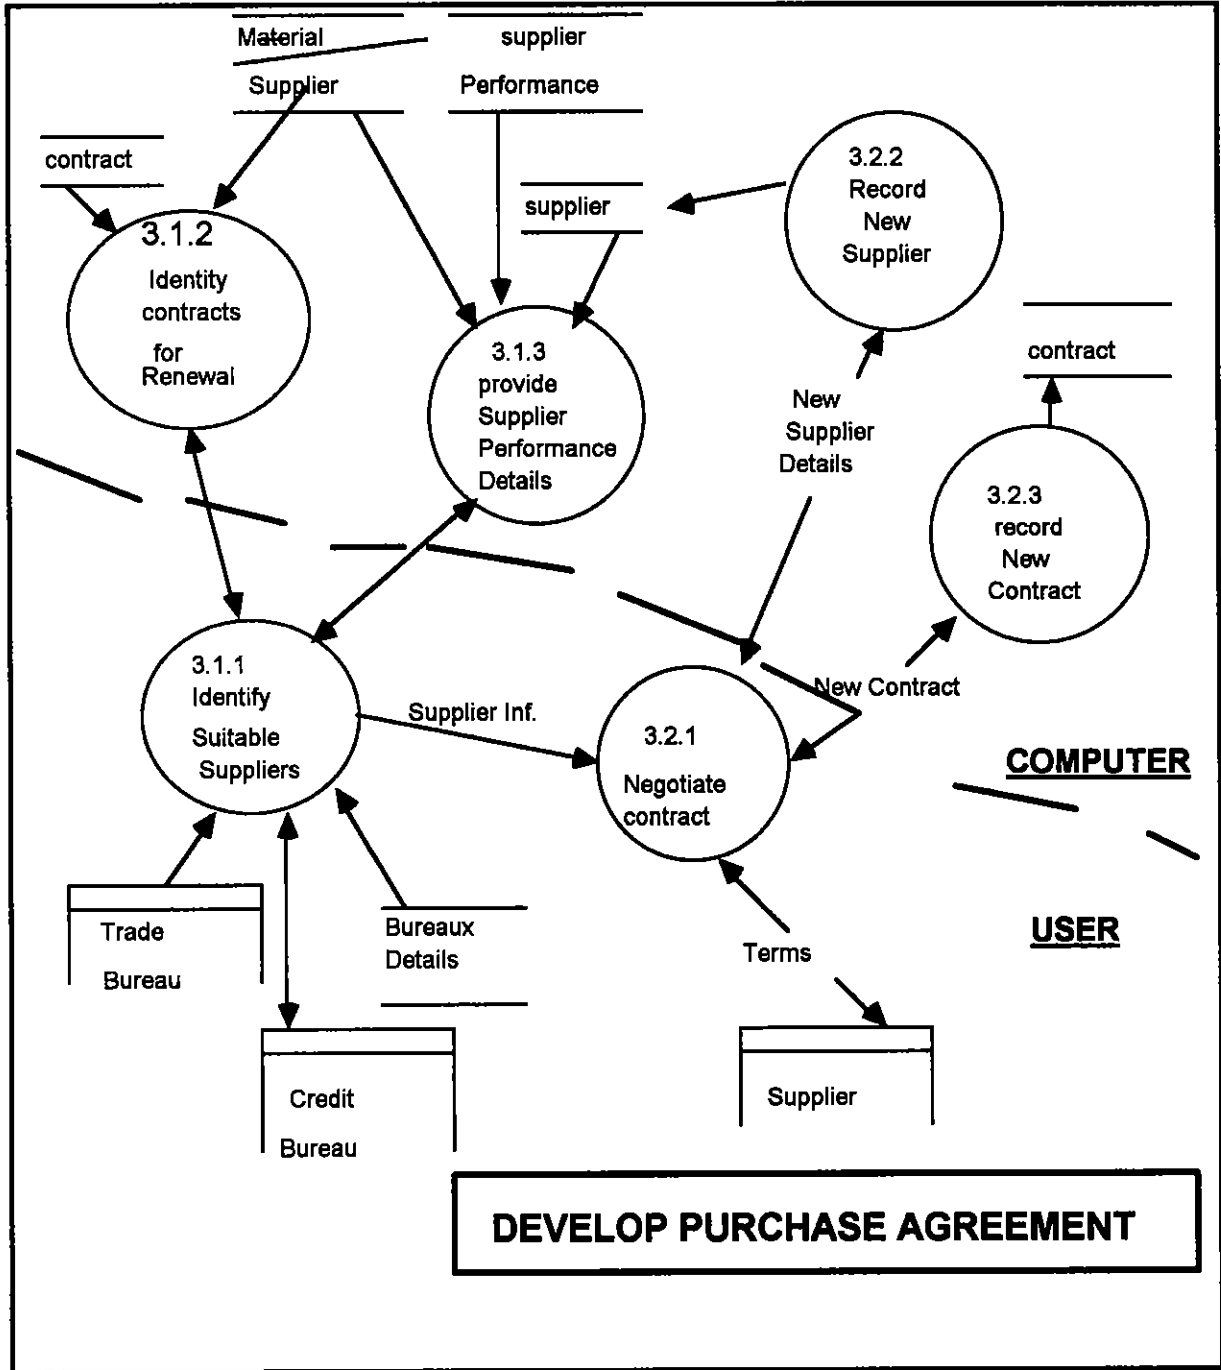 Material
supplier
Supplier
Performance
contract
supplier
3.2.2
Record
New
Supplier
3.1.2
Identity
contracts
for
Renewal
3.1.3
provide
Supplier
Performance
Details
contract
New
Supplier
Details
3.2.3
record
New
Contract
3.1.1
Identify
Suitable
Suppliers
Supplier Inf.
New Contract
3.2.1
Negotiate
contract
COMPUTER
Trade
Bureau
Bureaux
Details
USER
Terms
Credit
Bureau
Supplier
DEVELOP PURCHASE AGREEMENT